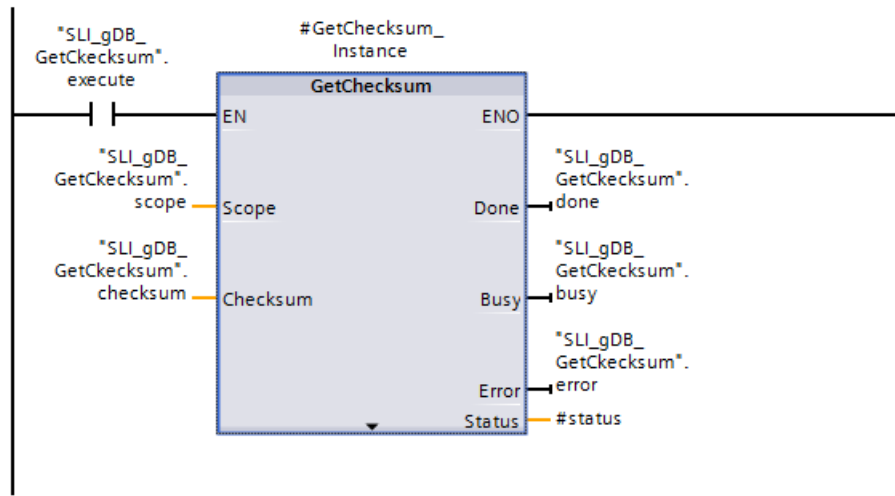 "SLI_gDB_
GetCkecksum".
execute
#GetChecksum_
Instance
GetChecksum
EN
ENO
"SLI_gDB_
GetCkecksum".
scope
Scope
Done
"SLI_gDB_
GetCkecksum".
done
"SLI_gDB_
GetCkecksum".
checksum
Checksum
Busy
"SLI_gDB_
GetCkecksum".
busy
Error
"SLI_gDB_
GetCkecksum".
error
Status
#status